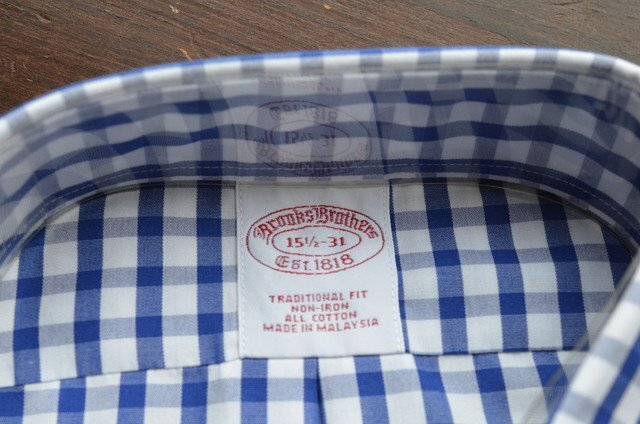 Brooks Brothers
15½-31
Est. 1818
TRADITIONAL FIT
NON-IRON
ALL COTTON
MADE IN MALAYSIA